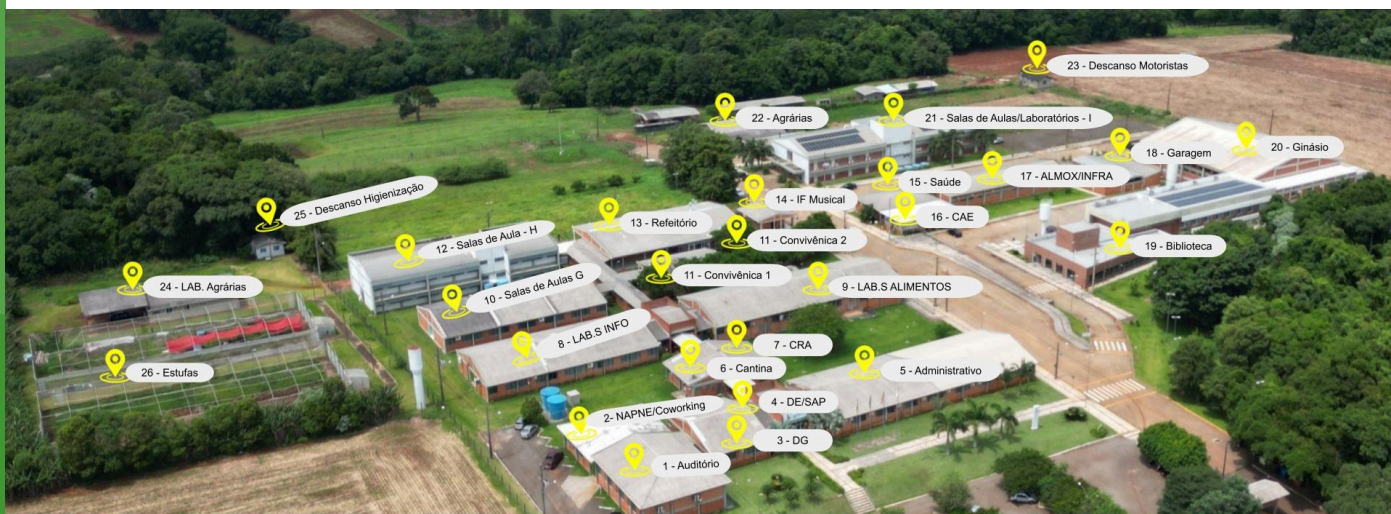 23 - Descanso Motoristas
22 - Agrárias
21 - Salas de Aulas/Laboratórios - I
18 - Garagem
20 - Ginásio
15 - Saúde
17 - ALMOX/INFRA
25 - Descanso Higienização
14 - IF Musical
16 - CAE
13 - Refeitório
12 - Salas de Aula - H
11 - Convivênica 2
19 - Biblioteca
11 - Convivênica 1
24 - LAB. Agrárias
10 - Salas de Aulas G
9 - LAB.S ALIMENTOS
8 - LAB.S INFO
7 - CRA
6 - Cantina
5 - Administrativo
26 - Estufas
4 - DE/SAP
2- NAPNE/Coworking
3 - DG
1 - Auditório